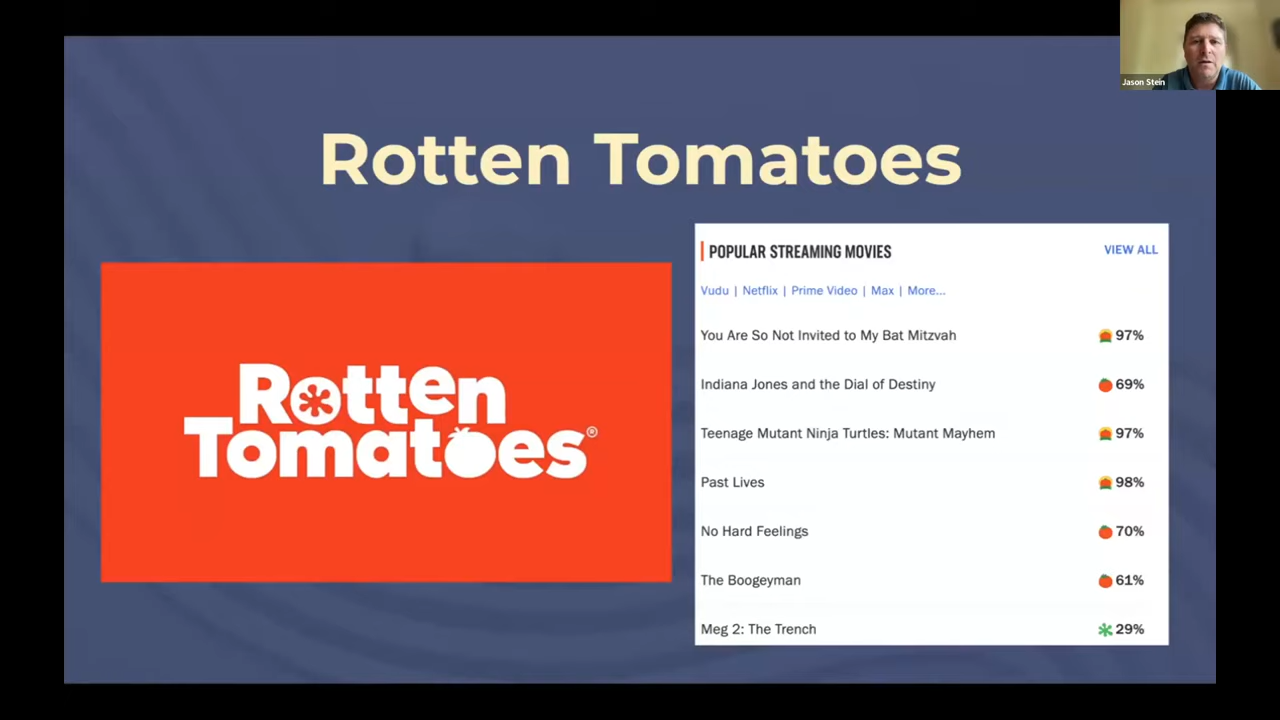 Jason Stein
Rotten Tomatoes
Rotten
Tomatoes®
POPULAR STREAMING MOVIES VIEW ALL
Vudu | Netflix | Prime Video | Max | More...
You Are So Not Invited to My Bat Mitzvah 97%
Indiana Jones and the Dial of Destiny 69%
Teenage Mutant Ninja Turtles: Mutant Mayhem 97%
Past Lives 98%
No Hard Feelings 70%
The Boogeyman 61%
Meg 2: The Trench 29%